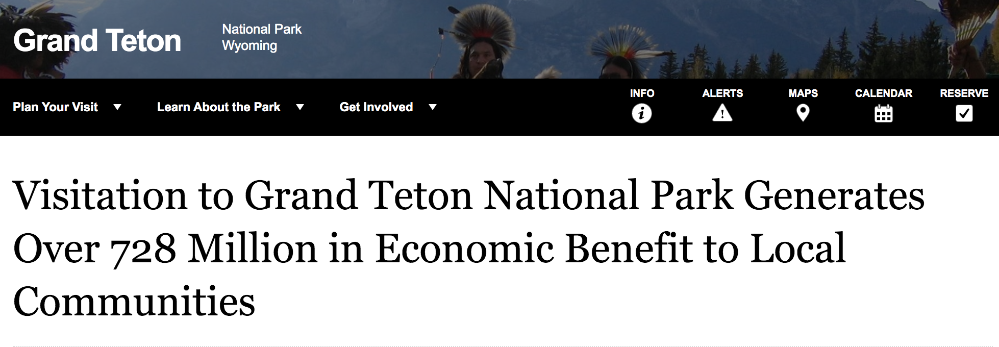 Grand Teton
National Park
Wyoming
Plan Your Visit
Learn About the Park
Get Involved
INFO
ALERTS
MAPS
CALENDAR
RESERVE
Visitation to Grand Teton National Park Generates
Over 728 Million in Economic Benefit to Local
Communities